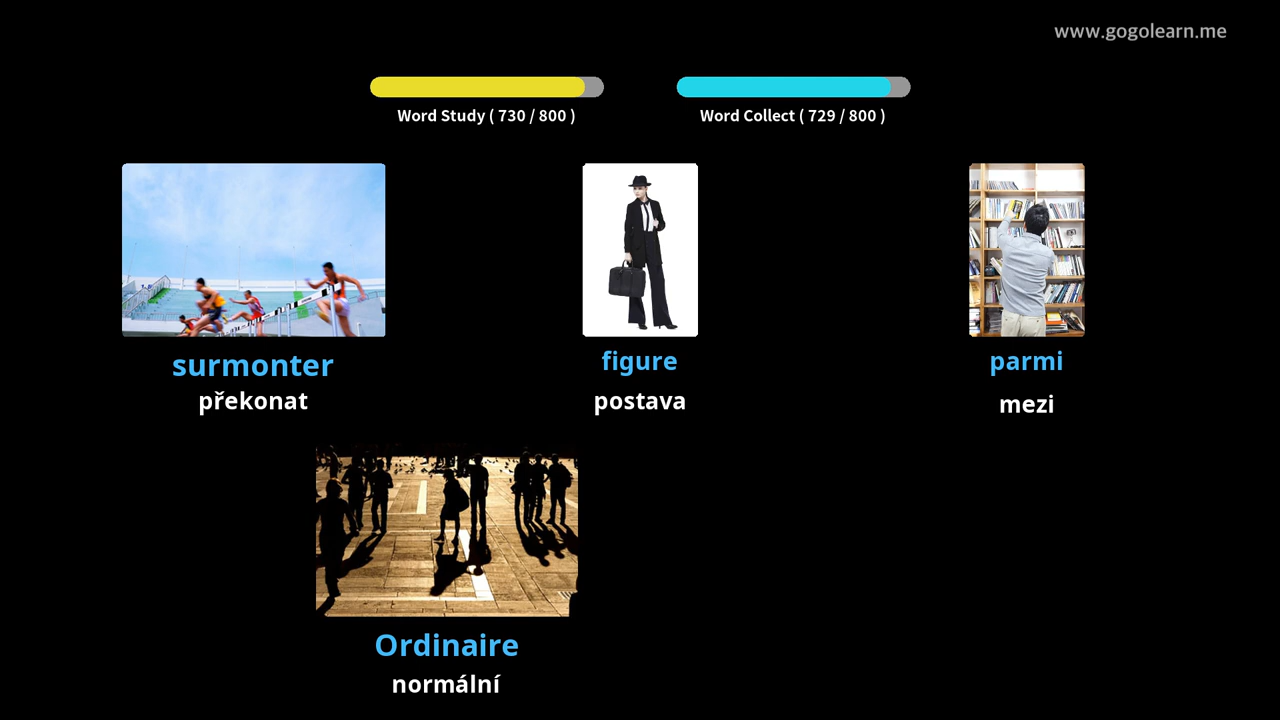 www.gogolearn.me
Word Study ( 730 / 800 )
Word Collect ( 729 / 800 )
surmonter
překonat
figure
postava
parmi
mezi
Ordinaire
normální